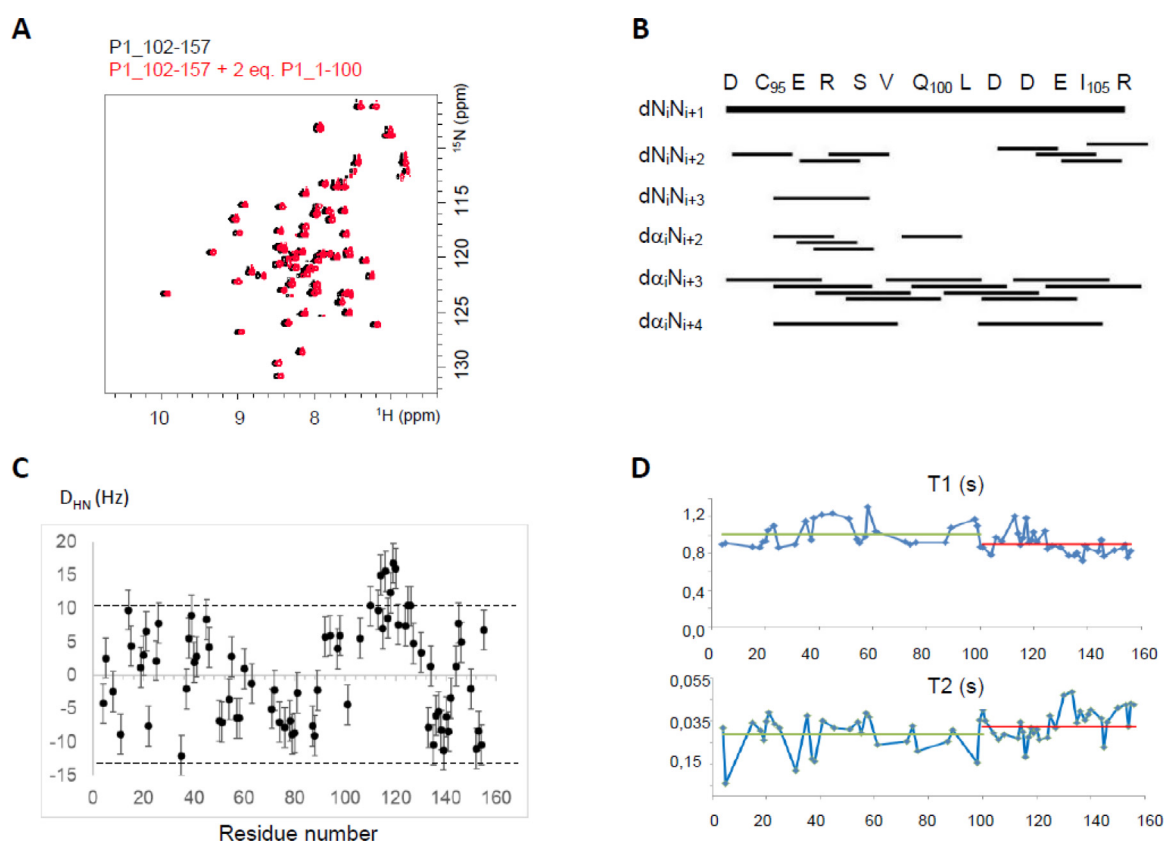 A
P1_102-157
P1_102-157 + 2 eq. P1_1-100
15N (ppm)
115
120
125
130
10 9 8 1H (ppm)
B
D C95 E R S V Q100 L D D E I105 R
dNiNi+1
dNiNi+2
dNiNi+3
dαiNi+2
dαiNi+3
dαiNi+4
C
DHN (Hz)
20
15
10
5
0
-5
-10
-15
0 20 40 60 80 100 120 140 160
Residue number
D
T1 (s)
1,2
0,8
0,4
0,0
0 20 40 60 80 100 120 140 160
T2 (s)
0,055
0,035
0,15
0 20 40 60 80 100 120 140 160